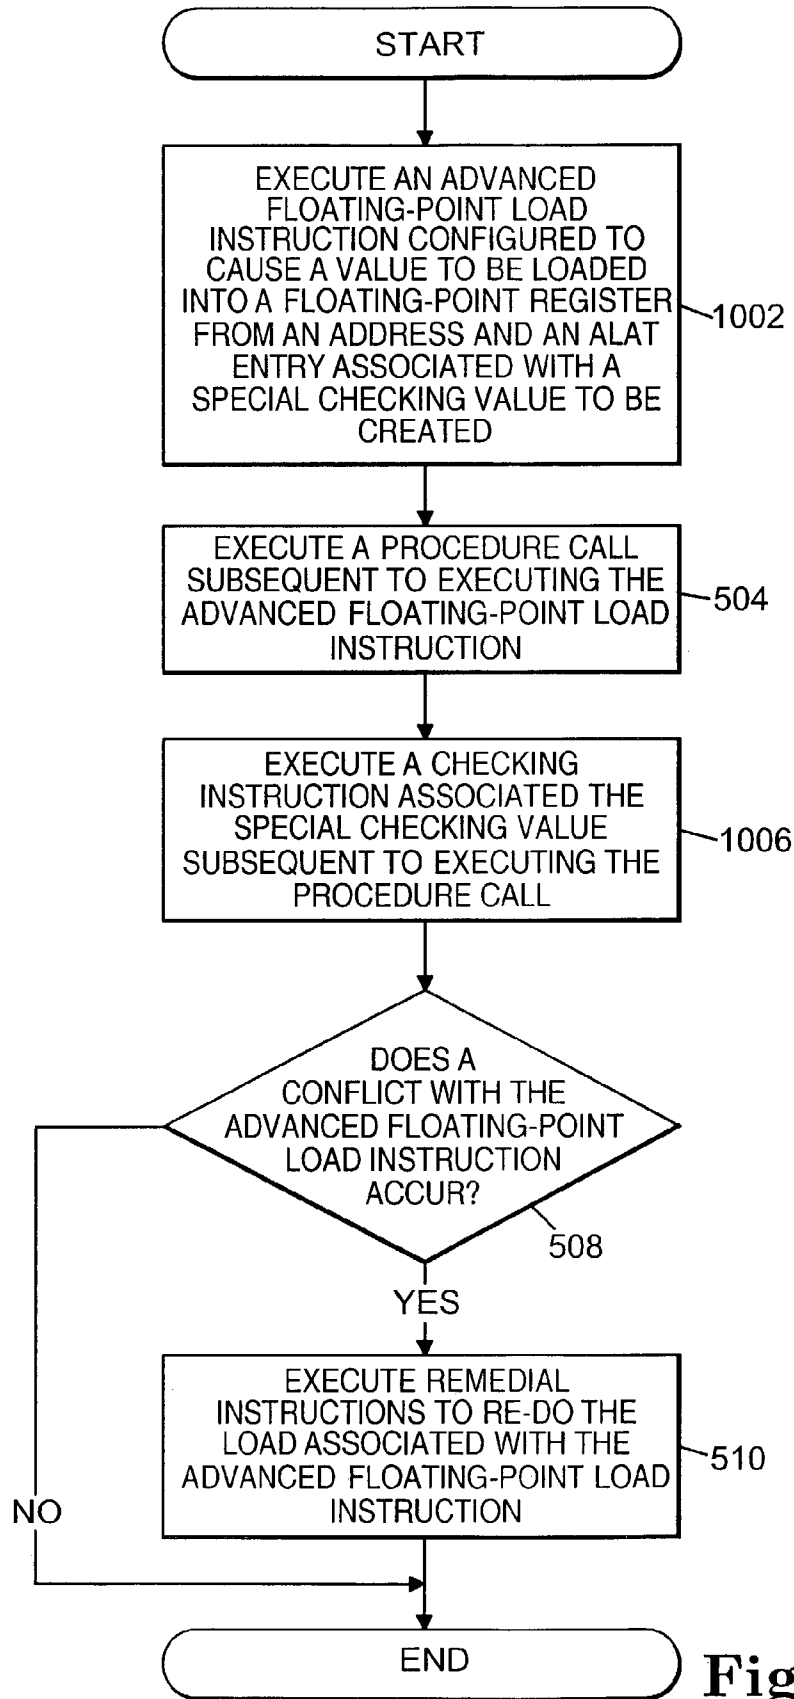 START
EXECUTE AN ADVANCED
FLOATING-POINT LOAD
INSTRUCTION CONFIGURED TO
CAUSE A VALUE TO BE LOADED
INTO A FLOATING-POINT REGISTER
FROM AN ADDRESS AND AN ALAT
ENTRY ASSOCIATED WITH A
SPECIAL CHECKING VALUE TO BE
CREATED
1002
EXECUTE A PROCEDURE CALL
SUBSEQUENT TO EXECUTING THE
ADVANCED FLOATING-POINT LOAD
INSTRUCTION
504
EXECUTE A CHECKING
INSTRUCTION ASSOCIATED THE
SPECIAL CHECKING VALUE
SUBSEQUENT TO EXECUTING THE
PROCEDURE CALL
1006
DOES A
CONFLICT WITH THE
ADVANCED FLOATING-POINT
LOAD INSTRUCTION
ACCUR?
508
YES
EXECUTE REMEDIAL
INSTRUCTIONS TO RE-DO THE
LOAD ASSOCIATED WITH THE
ADVANCED FLOATING-POINT LOAD
INSTRUCTION
510
NO
END
Fig